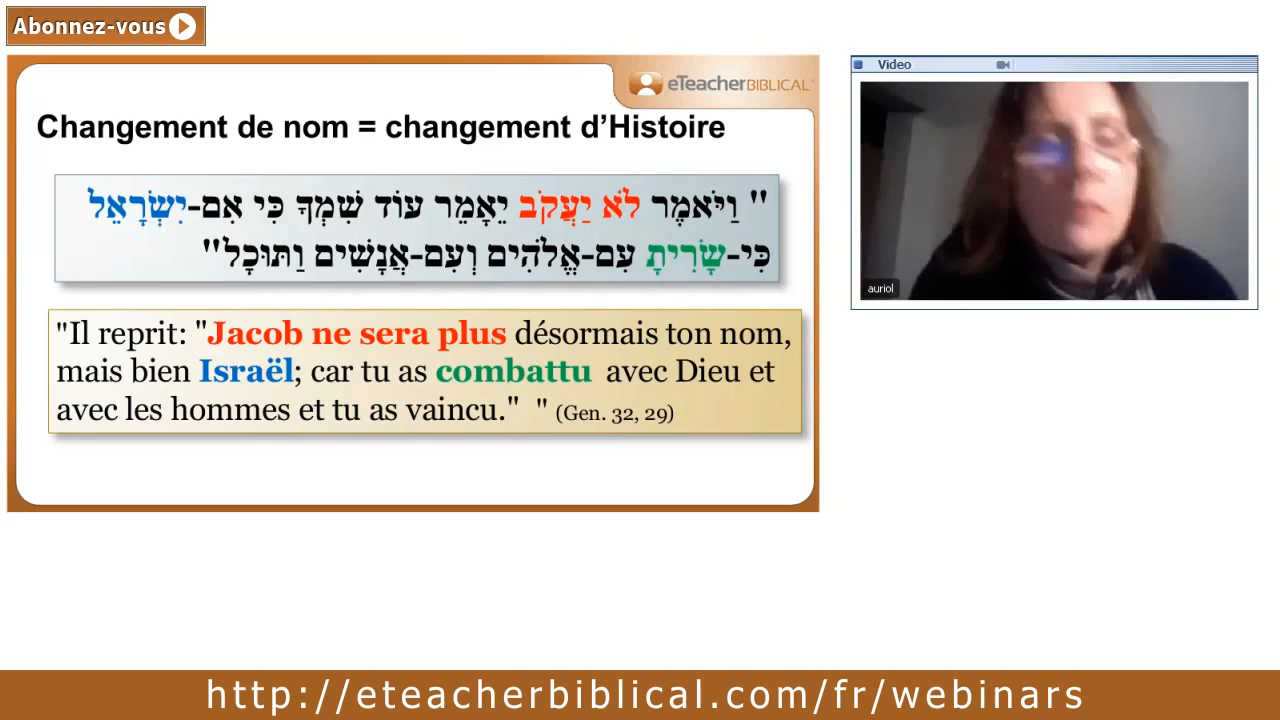 Abonnez-vous
eTeacherBIBLICAL
Changement de nom = changement d’Histoire
" וַיֹּאמֶר לֹא יַעֲקֹב יֵאָמֵר עוֹד שִׁמְךָ כִּי אִם-יִשְׂרָאֵל
כִּי-שָׂרִיתָ עִם-אֱלֹהִים וְעִם-אֲנָשִׁים וַתּוּכָל"
"Il reprit: "Jacob ne sera plus désormais ton nom,
mais bien Israël; car tu as combattu avec Dieu et
avec les hommes et tu as vaincu." " (Gen. 32, 29)
Video
auriol
http://eteacherbiblical.com/fr/webinars